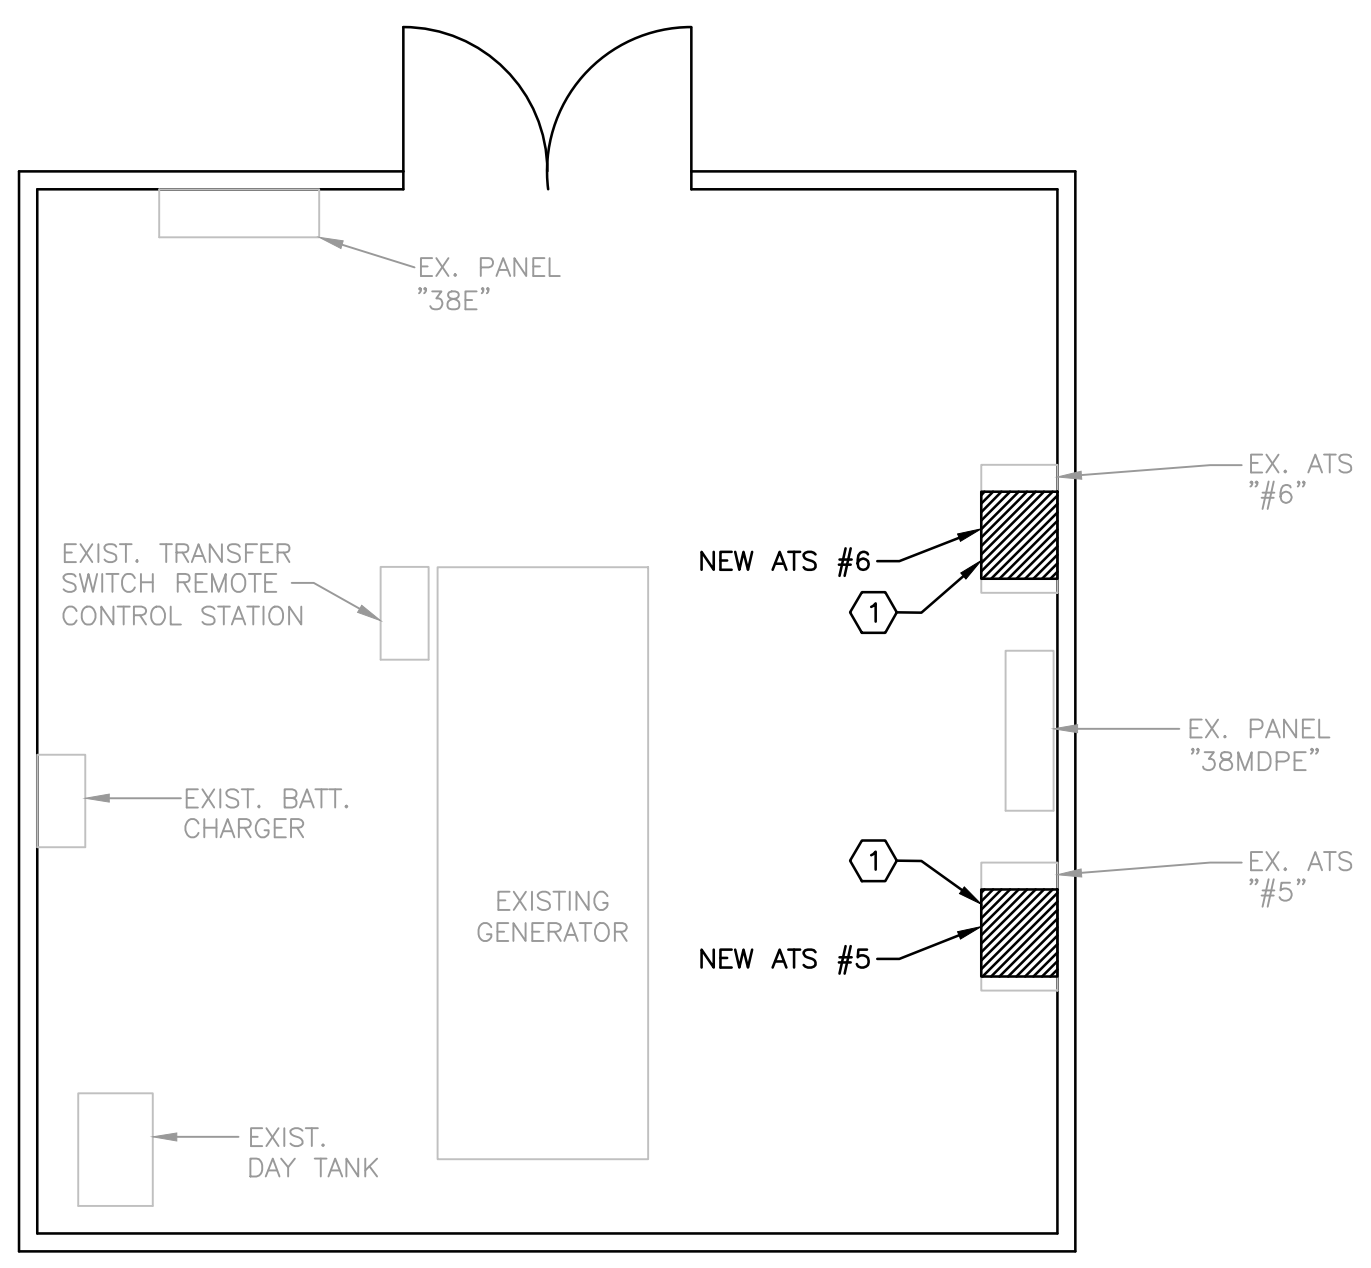 EX. PANEL
"38E"
EX. ATS
"#6"
NEW ATS #6
1
EXIST. TRANSFER
SWITCH REMOTE
CONTROL STATION
EX. PANEL
"38MDPE"
EXIST. BATT.
CHARGER
1
EX. ATS
"#5"
EXISTING
GENERATOR
NEW ATS #5
EXIST.
DAY TANK